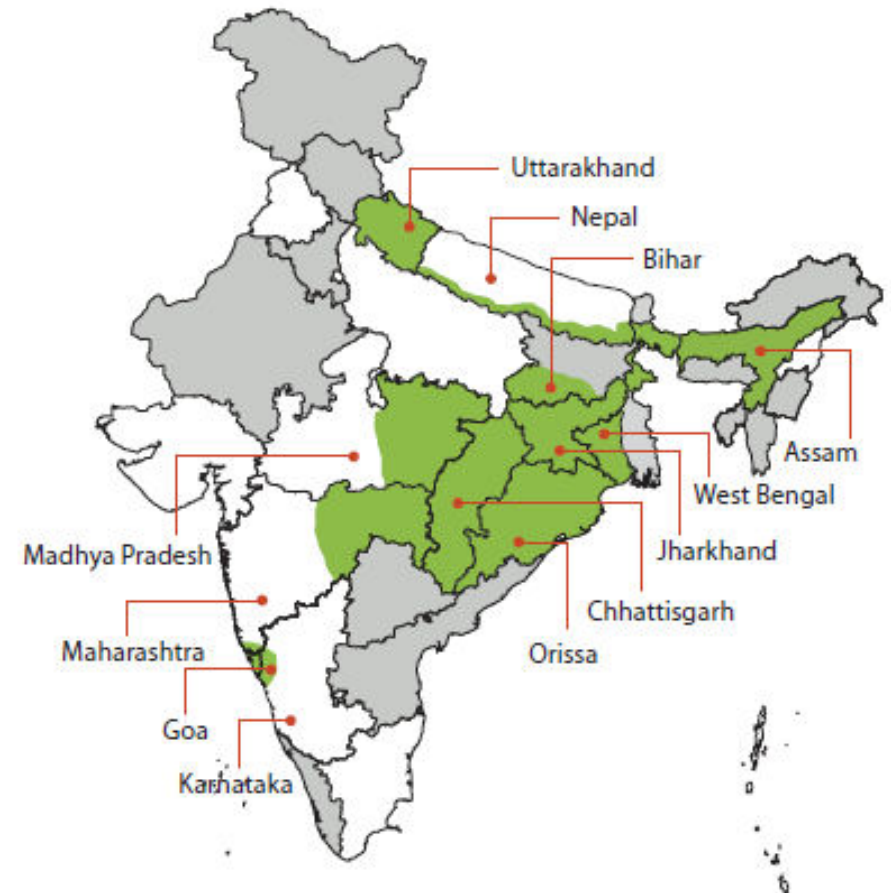 Uttarakhand
Nepal
Bihar
Assam
West Bengal
Madhya Pradesh
Jharkhand
Chhattisgarh
Maharashtra
Orissa
Goa
Karnataka